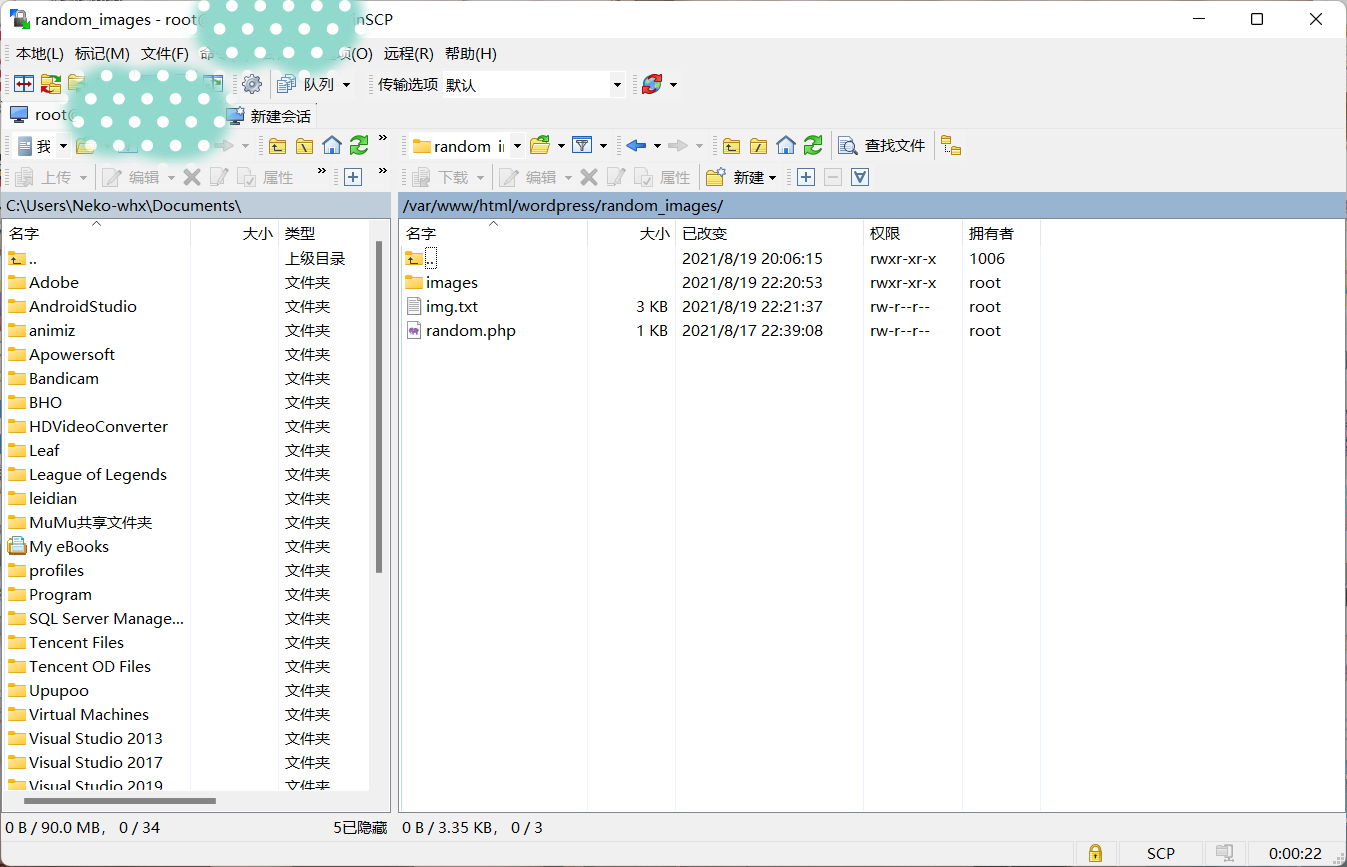 random_images - root@ nSCP
本地(L) 标记(M) 文件(F) 命 项(O) 远程(R) 帮助(H)
队列 传输选项 默认
root@ 新建会话
我 » random i 查找文件
上传 编辑 属性 » » 下载 编辑 属性 新建
C:\Users\Neko-whx\Documents\ /var/www/html/wordpress/random_images/
名字 大小 类型 名字 大小 已改变 权限 拥有者
.. 上级目录 .. 2021/8/19 20:06:15 rwxr-xr-x 1006
Adobe 文件夹 images 2021/8/19 22:20:53 rwxr-xr-x root
AndroidStudio 文件夹 img.txt 3 KB 2021/8/19 22:21:37 rw-r--r-- root
animiz 文件夹 random.php 1 KB 2021/8/17 22:39:08 rw-r--r-- root
Apowersoft 文件夹
Bandicam 文件夹
BHO 文件夹
HDVideoConverter 文件夹
Leaf 文件夹
League of Legends 文件夹
leidian 文件夹
MuMu共享文件夹 文件夹
My eBooks 文件夹
profiles 文件夹
Program 文件夹
SQL Server Manage... 文件夹
Tencent Files 文件夹
Tencent OD Files 文件夹
Upupoo 文件夹
Virtual Machines 文件夹
Visual Studio 2013 文件夹
Visual Studio 2017 文件夹
Visual Studio 2019 文件夹
0 B / 90.0 MB, 0 / 34 5已隐藏 0 B / 3.35 KB, 0 / 3
SCP 0:00:22